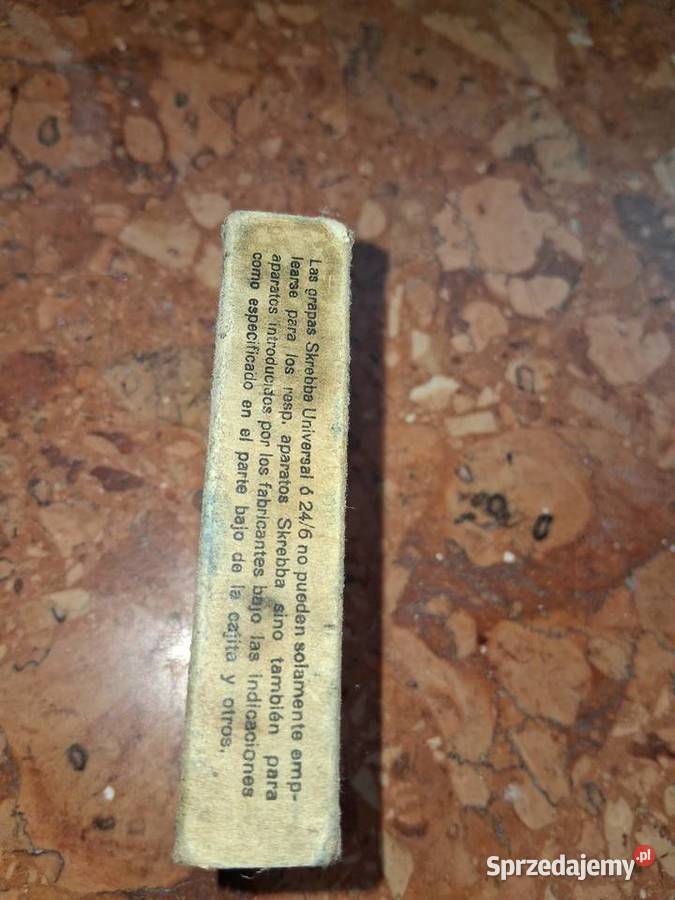 Las grapas Skrebba Universal ó 24/6 no pueden solamente emp-
learse para los resp. aparatos Skrebba sino también para
aparatos introducidos por los fabricantes bajo las indicaciones
como especificado en el parte bajo de la cajita y otros.
Sprzedajemy.pl